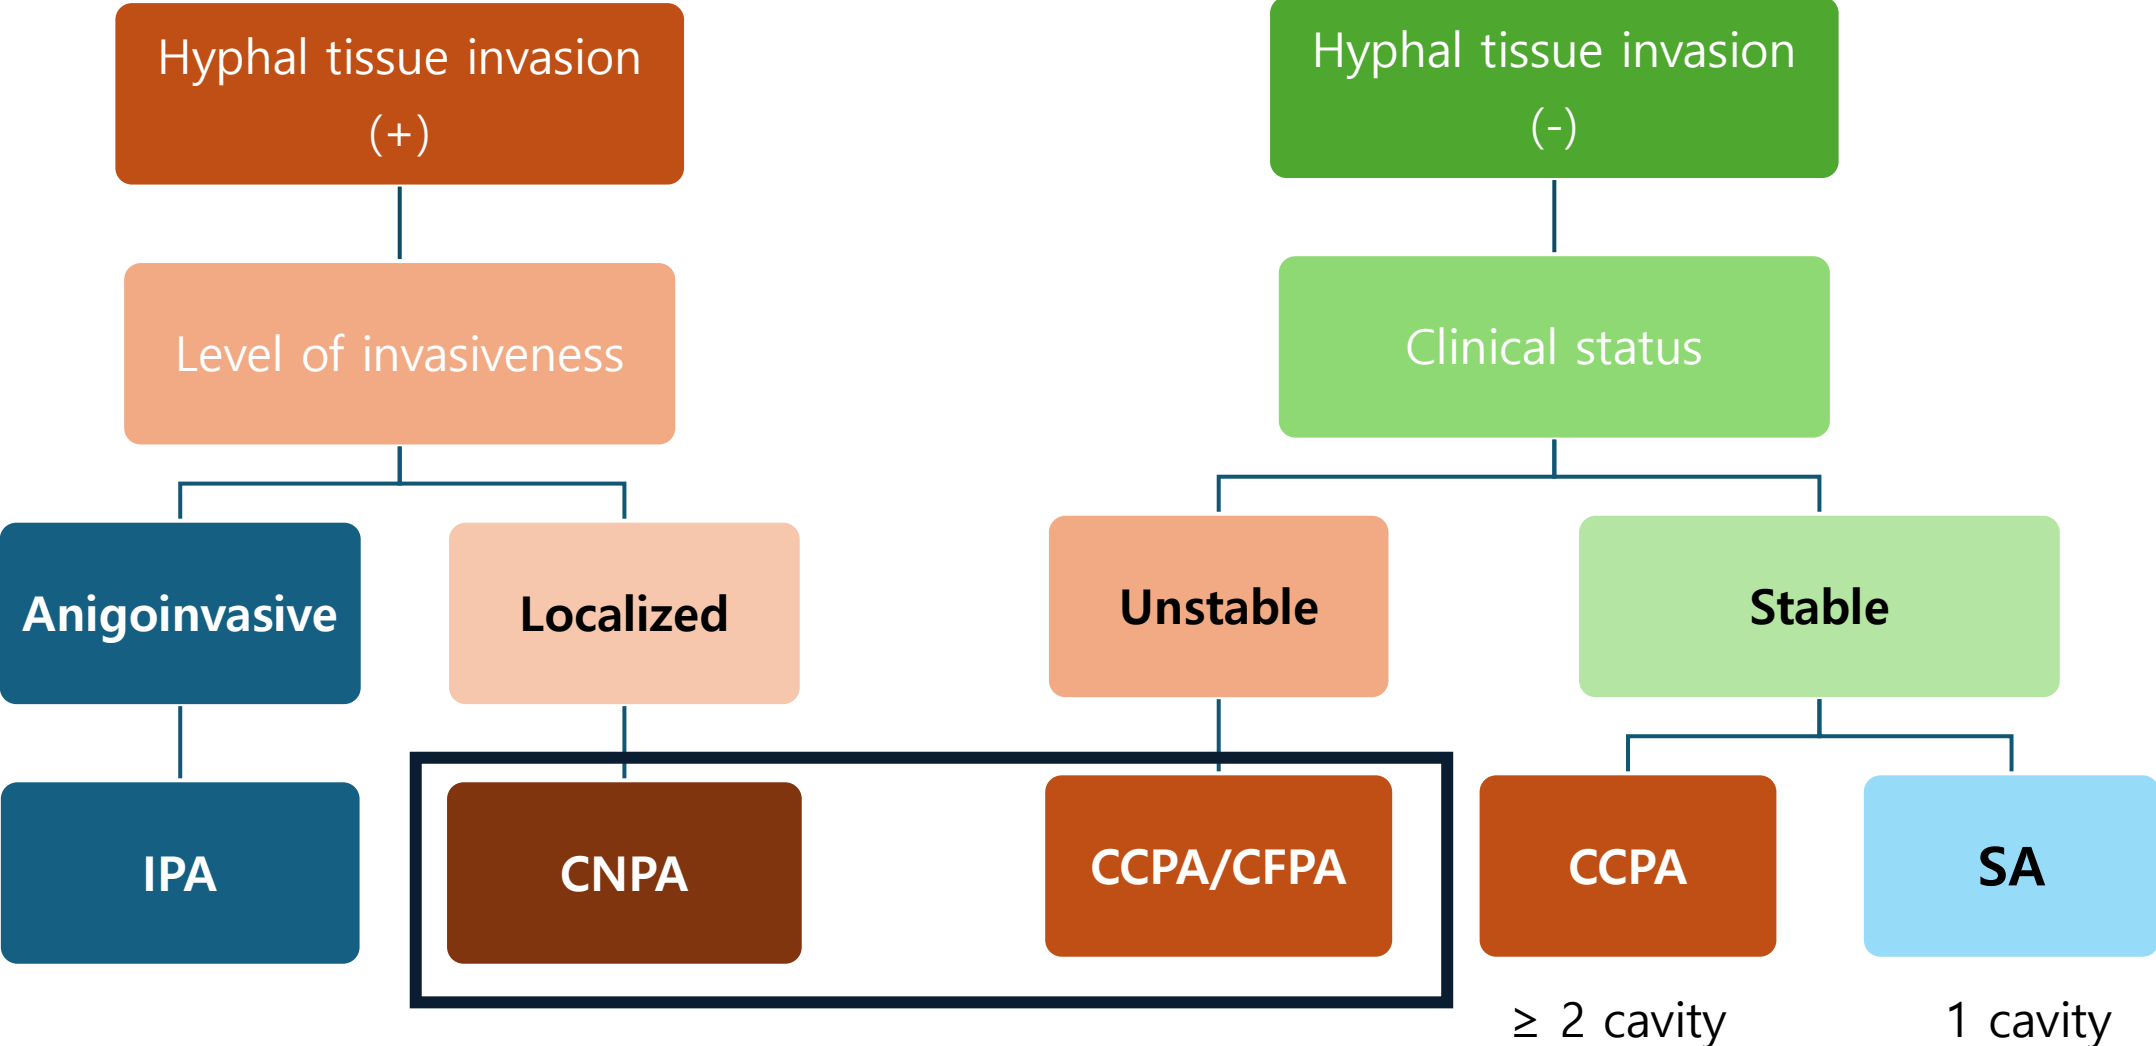 Hyphal tissue invasion
(+)
Hyphal tissue invasion
(-)
Level of invasiveness
Clinical status
Anigoinvasive
Localized
Unstable
Stable
IPA
CNPA
CCPA/CFPA
CCPA
SA
≥ 2 cavity
1 cavity